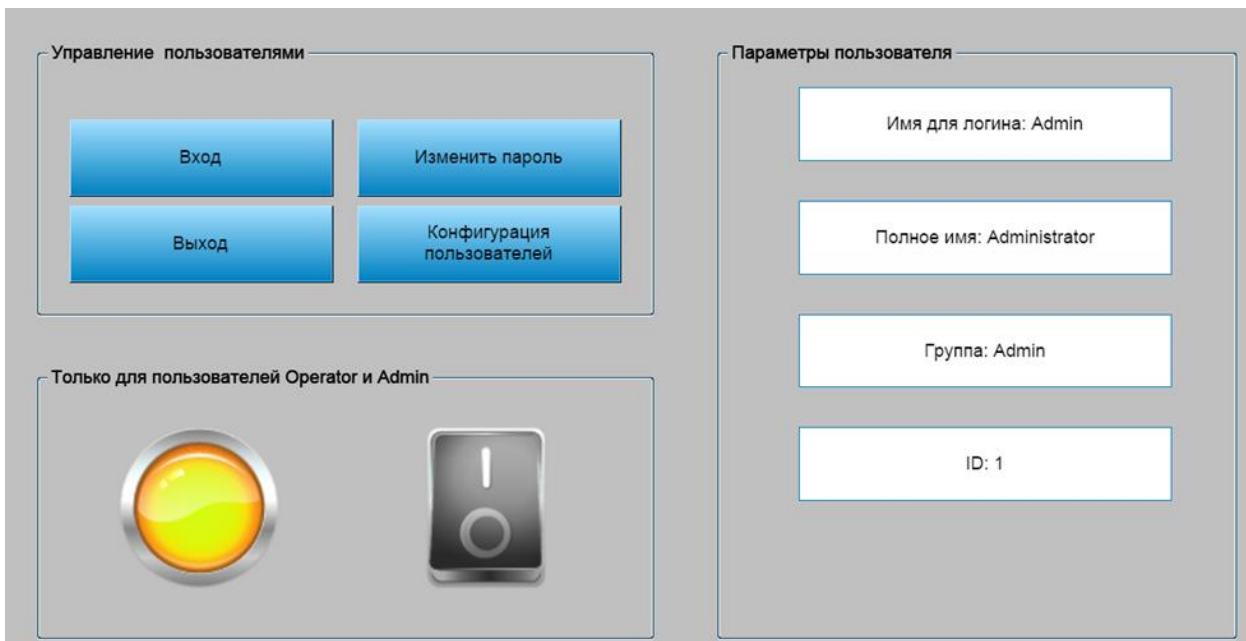 Управление  пользователями
Вход
Изменить пароль
Выход
Конфигурация
пользователей
Только для пользователей Operator и Admin
Параметры пользователя
Имя для логина: Admin
Полное имя: Administrator
Группа: Admin
ID: 1